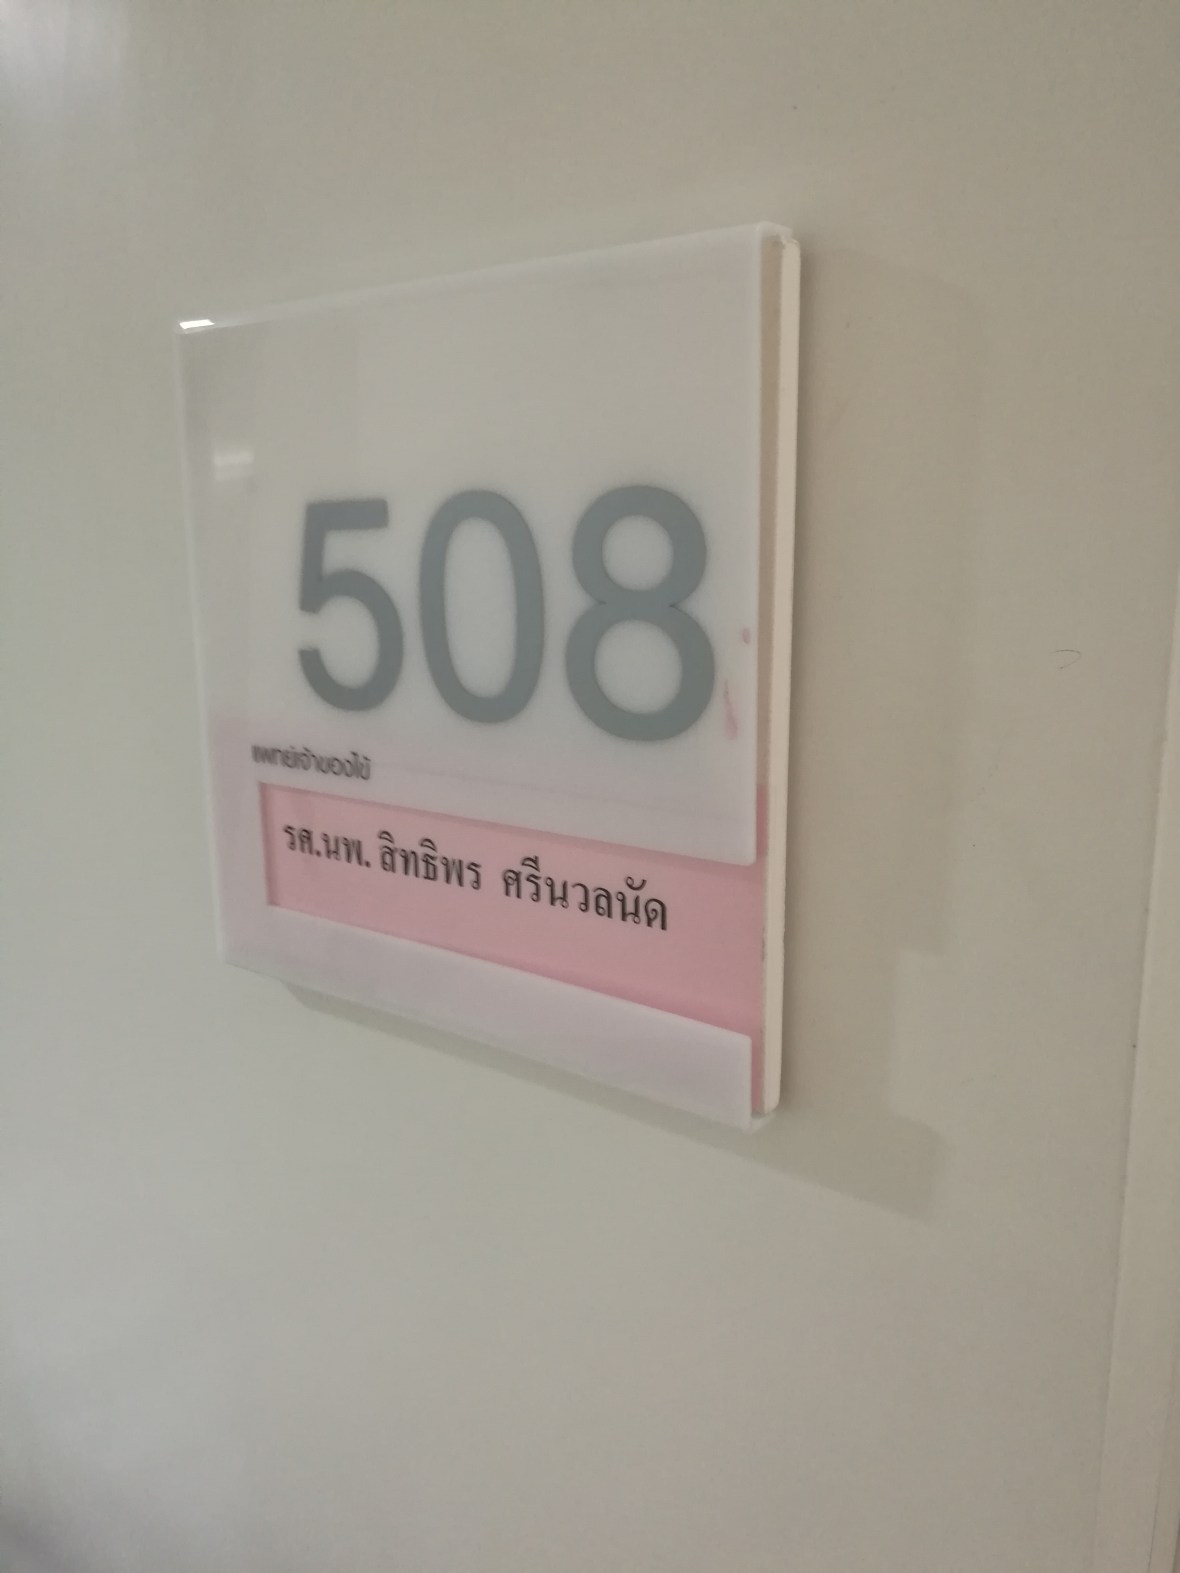 508
แพทย์เจ้าของไข้
รศ.นพ. สิทธิพร ศรีนวลนัด